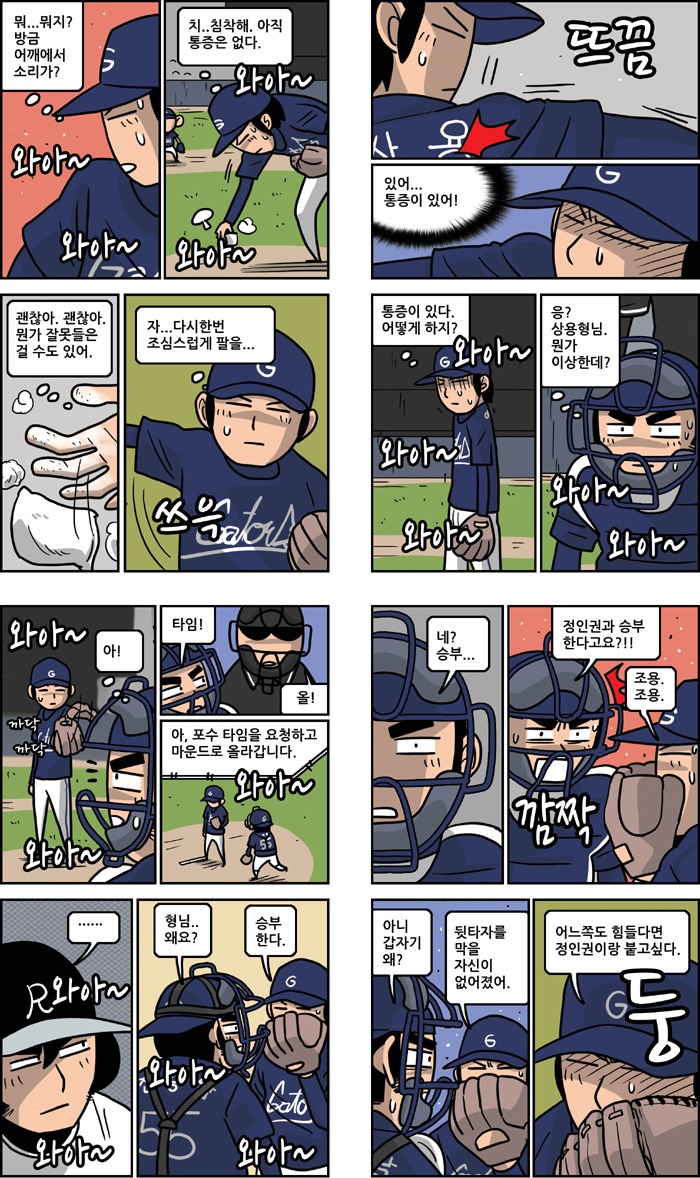 뭐...뭐지?
방금
어깨에서
소리가?
G
와아~
와아~
치..침착해. 아직
통증은 없다.
와아~
G
와아~
괜찮아. 괜찮아.
뭔가 잘못들은
걸 수도 있어.
자...다시한번
조심스럽게 팔을...
G
쓰윽
Gators
뜨끔
용
있어...
통증이 있어!
G
통증이 있다.
어떻게 하지?
와아~
G
와아~
와아~
응?
상용형님.
뭔가
이상한데?
와아~
와아~
와아~
아!
G
까닥
까닥
와아~
타임!
올!
아, 포수 타임을 요청하고
마운드로 올라갑니다.
와아~
G
G
55
......
R
와아~
와아~
형님..
왜요?
승부
한다.
G
와아~
55
Gato
와아~
네?
승부...
정인권과 승부
한다고요?!!
조용.
조용.
G
깜짝
아니
갑자기
왜?
뒷타자를
막을
자신이
없어졌어.
G
어느쪽도 힘들다면
정인권이랑 붙고싶다.
G
둥